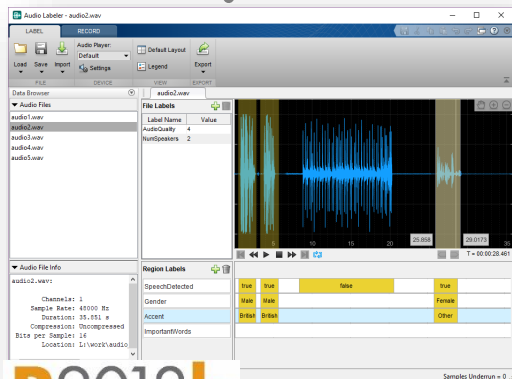 Audio Labeler - audio2.wav
LABEL
RECORD
Load
Save
Import
Audio Player:
Default
Settings
Default Layout
Legend
Export
FILE
DEVICE
VIEW
EXPORT
Data Browser
audio2.wav
Audio Files
audio1.wav
audio2.wav
audio3.wav
audio4.wav
audio5.wav
File Labels
Label Name Value
AudioQuality 4
NumSpeakers 2
25.858
29.0173
5 10 15 20 35
T = 00:00:28.461
Audio File Info
audio2.wav:
Channels: 1
Sample Rate: 48000 Hz
Duration: 35.851 s
Compression: Uncompressed
Bits per Sample: 16
Location: L:\work\audio
Region Labels
SpeechDetected true true false true
Gender Male Male Female
Accent British British Other
ImportantWords
Samples Underrun = 0